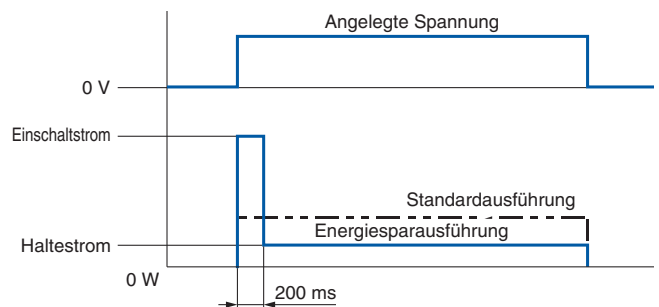 Angelegte Spannung
0 V
Einschaltstrom
Standardausführung
Energiesparausführung
Haltestrom
0 W
200 ms